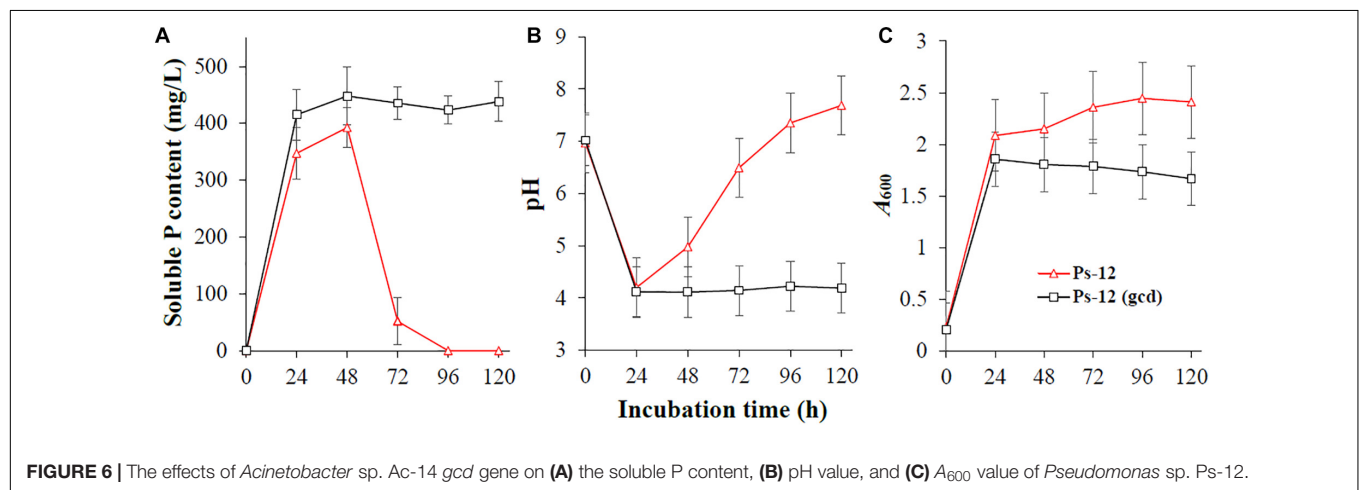 A
Soluble P content (mg/L)
500
400
300
200
100
0
0 24 48 72 96 120
B
pH
9
8
7
6
5
4
3
0 24 48 72 96 120
Incubation time (h)
C
A600
3
2.5
2
1.5
1
0.5
0
Ps-12
Ps-12 (gcd)
0 24 48 72 96 120
FIGURE 6 | The effects of Acinetobacter sp. Ac-14 gcd gene on (A) the soluble P content, (B) pH value, and (C) A600 value of Pseudomonas sp. Ps-12.